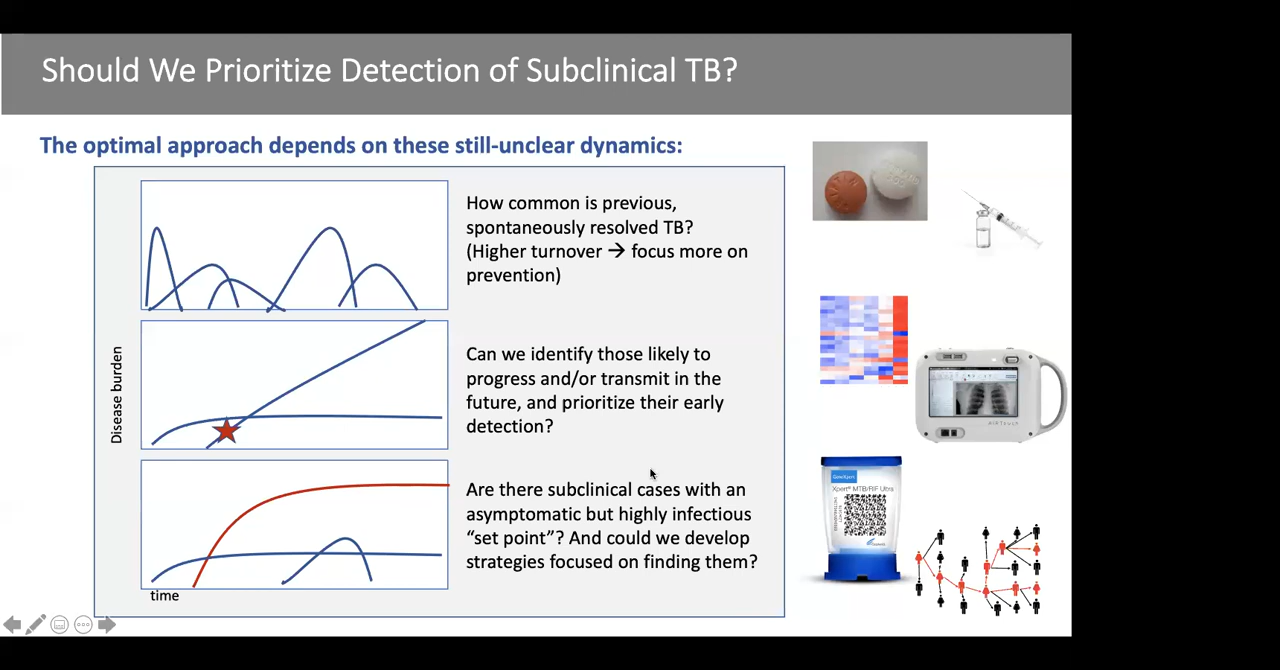 Should We Prioritize Detection of Subclinical TB?
The optimal approach depends on these still-unclear dynamics:
How common is previous,
spontaneously resolved TB?
(Higher turnover → focus more on
prevention)
Disease burden
Can we identify those likely to
progress and/or transmit in the
future, and prioritize their early
detection?
Are there subclinical cases with an
asymptomatic but highly infectious
“set point”? And could we develop
strategies focused on finding them?
time
Xpert® MTB/RIF Ultra